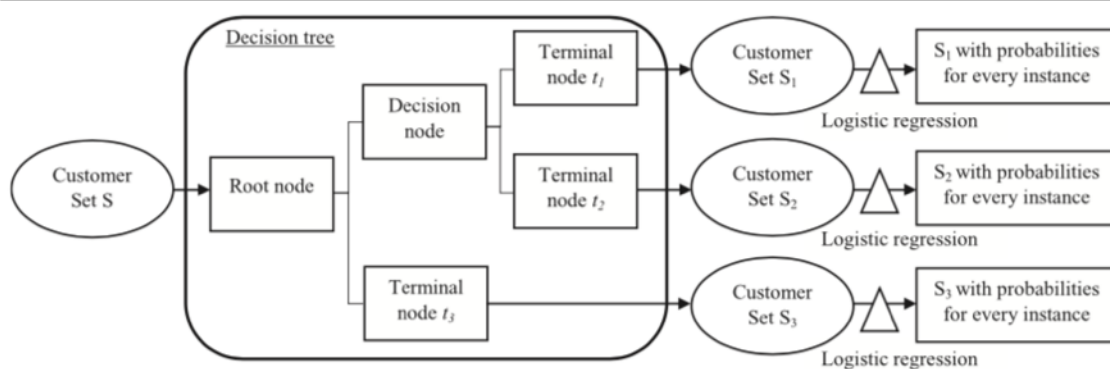 Decision tree
Customer
Set S
Root node
Decision
node
Terminal
node t₁
Terminal
node t₂
Terminal
node t₃
Customer
Set S₁
Logistic regression
S₁ with probabilities
for every instance
Customer
Set S₂
Logistic regression
S₂ with probabilities
for every instance
Customer
Set S₃
Logistic regression
S₃ with probabilities
for every instance